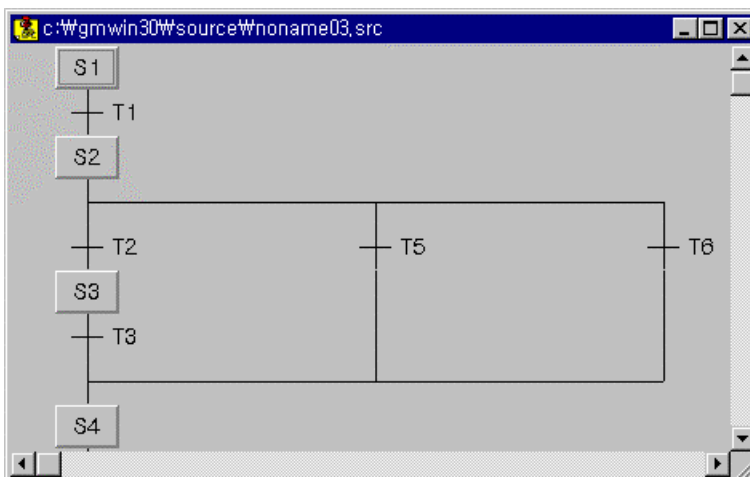 c:₩gmwin30₩source₩noname03.src
S1
T1
S2
T2 T5 T6
S3
T3
S4